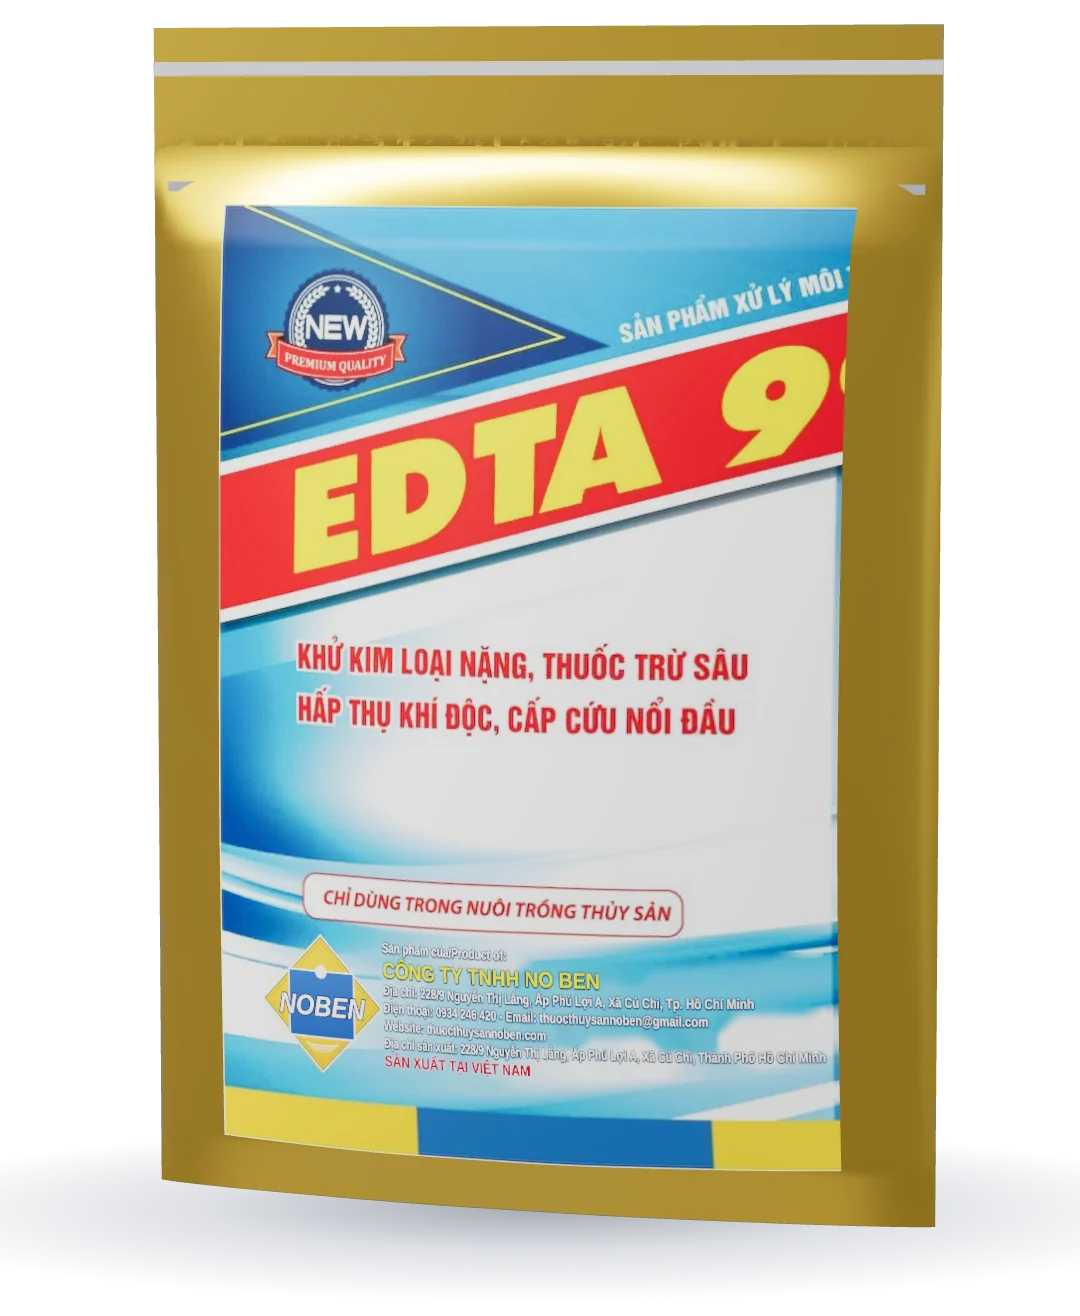 NEW
PREMIUM QUALITY
SẢN PHẨM XỬ LÝ MÔI
EDTA 9
KHỬ KIM LOẠI NẶNG, THUỐC TRỪ SÂU
HẤP THỤ KHÍ ĐỘC, CẤP CỨU NỔI ĐẦU
CHỈ DÙNG TRONG NUÔI TRỒNG THỦY SẢN
NOBEN
Sản phẩm của/Product of:
CÔNG TY TNHH NO BEN
Địa chỉ: 228/9 Nguyễn Thị Lắng, Ấp Phú Lợi A, Xã Củ Chi, Tp. Hồ Chí Minh
Điện thoại: 0934 246 420 - Email: thuocthuysannoben@gmail.com
Website: thuocthuysannoben.com
Địa chỉ sản xuất: 228/9 Nguyễn Thị Lắng, Ấp Phú Lợi A, Xã Củ Chi, Thành Phố Hồ Chí Minh
SẢN XUẤT TẠI VIỆT NAM